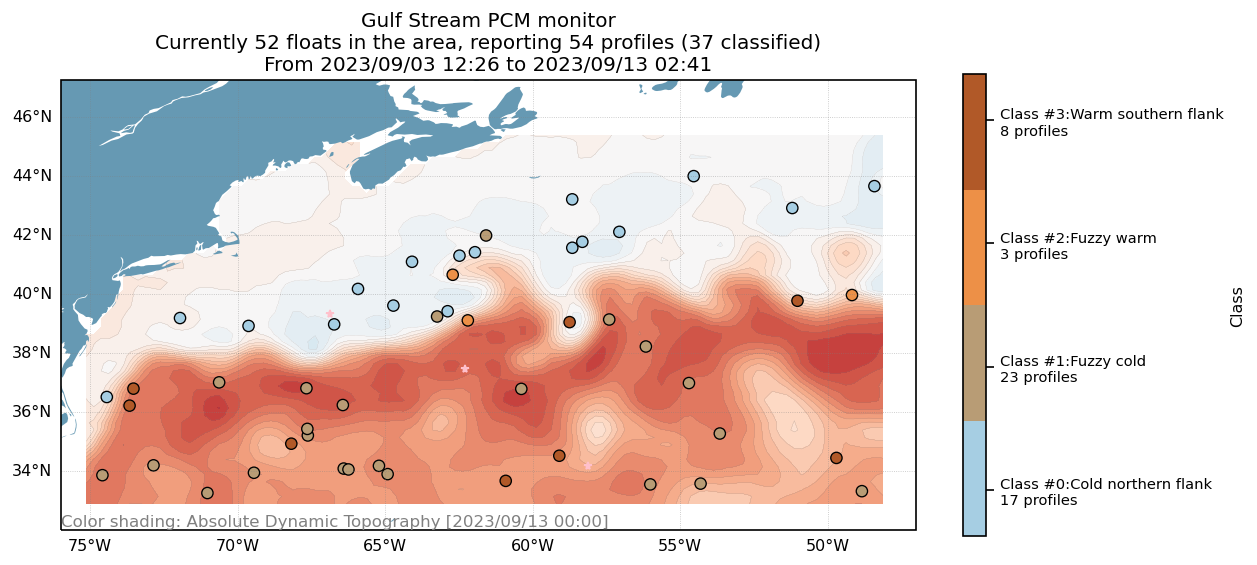 Gulf Stream PCM monitor
Currently 52 floats in the area, reporting 54 profiles (37 classified)
From 2023/09/03 12:26 to 2023/09/13 02:41
46°N
44°N
42°N
40°N
38°N
36°N
34°N
Color shading: Absolute Dynamic Topography [2023/09/13 00:00]
75°W
70°W
65°W
60°W
55°W
50°W
Class #3:Warm southern flank
8 profiles
Class #2:Fuzzy warm
3 profiles
Class #1:Fuzzy cold
23 profiles
Class #0:Cold northern flank
17 profiles
Class